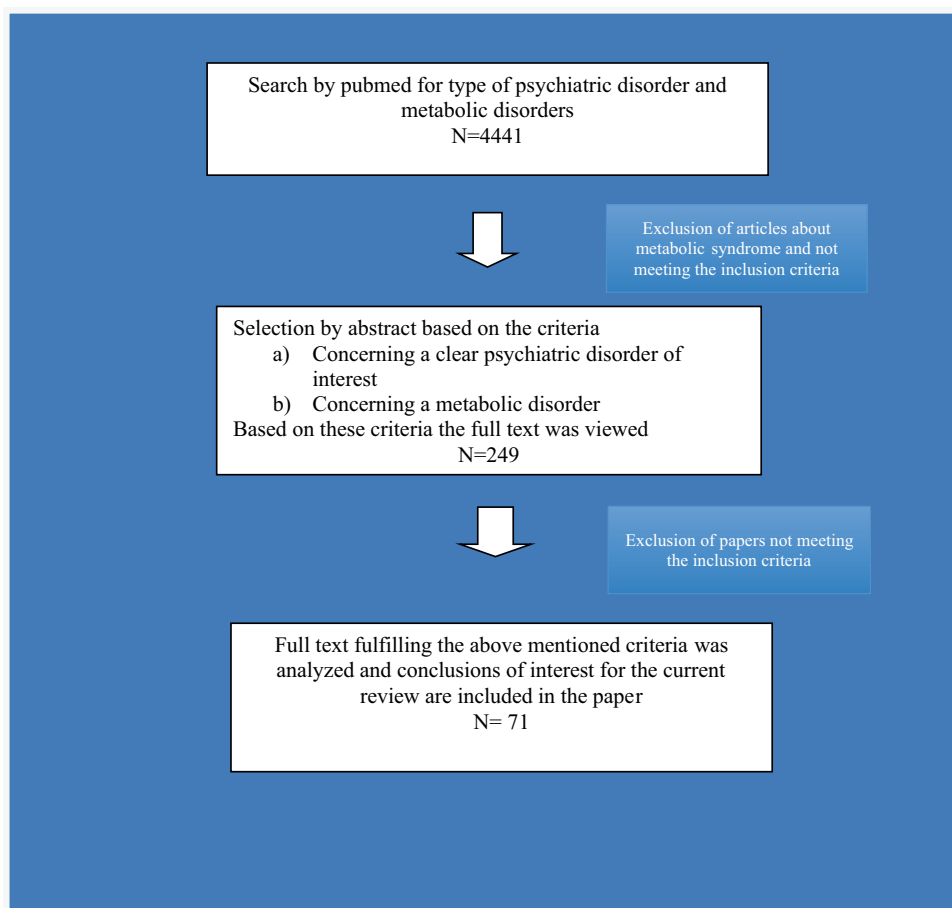 Search by pubmed for type of psychiatric disorder and
metabolic disorders
N=4441
Exclusion of articles about
metabolic syndrome and not
meeting the inclusion criteria
Selection by abstract based on the criteria
a) Concerning a clear psychiatric disorder of
interest
b) Concerning a metabolic disorder
Based on these criteria the full text was viewed
N=249
Exclusion of papers not meeting
the inclusion criteria
Full text fulfilling the above mentioned criteria was
analyzed and conclusions of interest for the current
review are included in the paper
N= 71